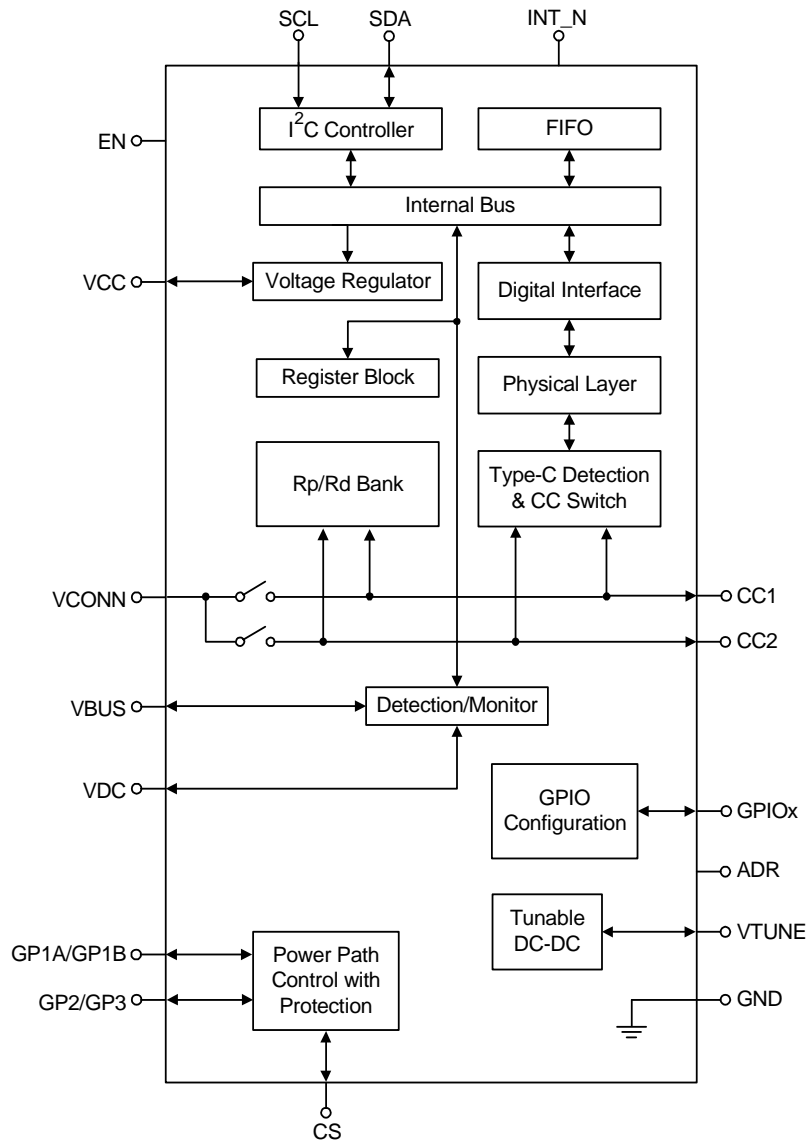 SCL SDA INT_N
EN
I²C Controller
FIFO
Internal Bus
VCC
Voltage Regulator
Digital Interface
Register Block
Physical Layer
Rp/Rd Bank
Type-C Detection
& CC Switch
VCONN
CC1
CC2
VBUS
Detection/Monitor
VDC
GPIO
Configuration
GPIOx
ADR
Tunable
DC-DC
VTUNE
GP1A/GP1B
GP2/GP3
Power Path
Control with
Protection
GND
CS